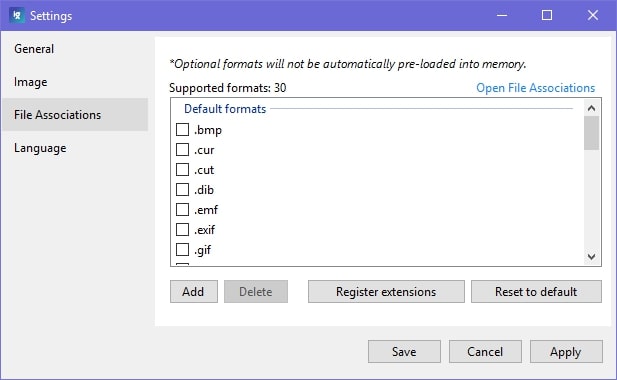 Settings
General
Image
File Associations
Language
*Optional formats will not be automatically pre-loaded into memory.
Supported formats: 30
Open File Associations
Default formats
.bmp
.cur
.cut
.dib
.emf
.exif
.gif
Add
Delete
Register extensions
Reset to default
Save
Cancel
Apply